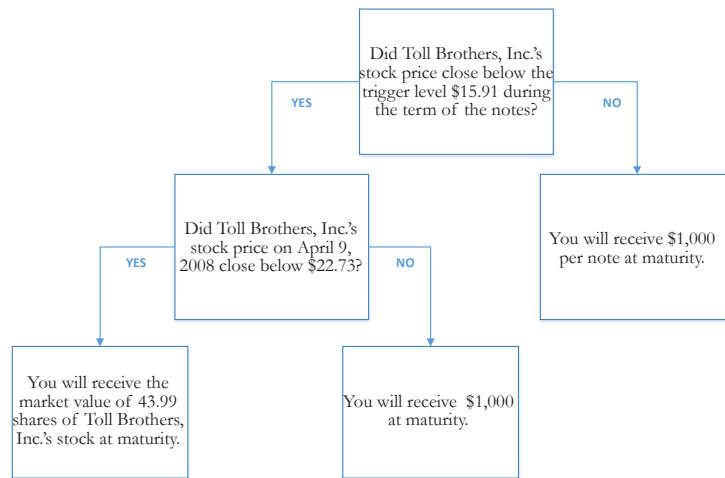 Did Toll Brothers, Inc.'s
stock price close below the
trigger level $15.91 during
the term of the notes?
YES
NO
Did Toll Brothers, Inc.'s
stock price on April 9,
2008 close below $22.73?
You will receive $1,000
per note at maturity.
YES
NO
You will receive the
market value of 43.99
shares of Toll Brothers,
Inc.'s stock at maturity.
You will receive $1,000
at maturity.